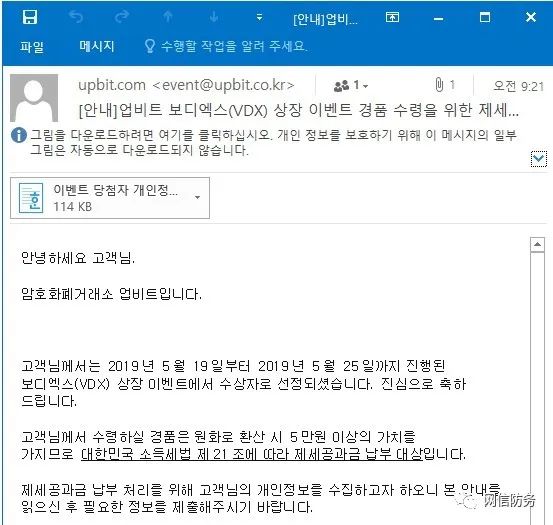 [안내]업비...
파일 메시지 수행할 작업을 알려 주세요.
upbit.com <event@upbit.co.kr> 1 1 오전 9:21
[안내]업비트 보디엑스(VDX) 상장 이벤트 경품 수령을 위한 제세...
그림을 다운로드하려면 여기를 클릭하십시오. 개인 정보를 보호하기 위해 이 메시지의 일부
그림은 자동으로 다운로드되지 않습니다.
이벤트 당첨자 개인정...
114 KB
안녕하세요 고객님.
암호화폐거래소 업비트입니다.
고객님께서는 2019년 5월 19일부터 2019년 5월 25일까지 진행된
보디엑스(VDX) 상장 이벤트에서 수상자로 선정되셨습니다. 진심으로 축하
드립니다.
고객님께서 수령하실 경품은 원화로 환산 시 5만원 이상의 가치를
가지므로 대한민국 소득세법 제 21 조에 따라 제세공과금 납부 대상입니다.
제세공과금 납부 처리를 위해 고객님의 개인정보를 수집하고자 하오니 본 안내를
읽으신 후 필요한 정보를 제출해주시기 바랍니다.
网信防务